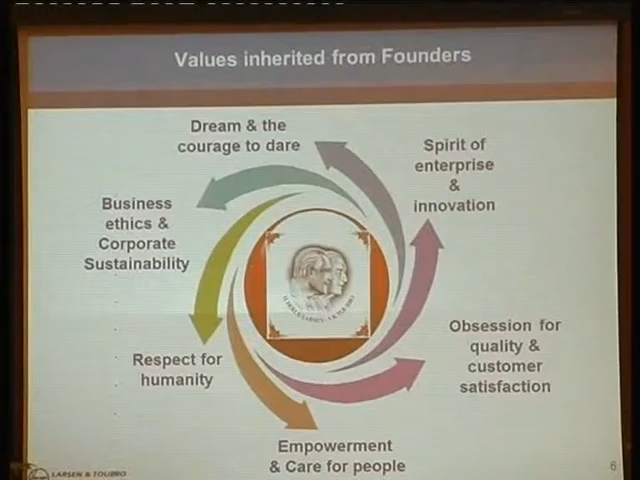 Values inherited from Founders
Dream & the
courage to dare
Spirit of
enterprise
&
innovation
Business
ethics &
Corporate
Sustainability
Obsession for
quality &
customer
satisfaction
Respect for
humanity
Empowerment
& Care for people
LARSEN & TOUBRO
6